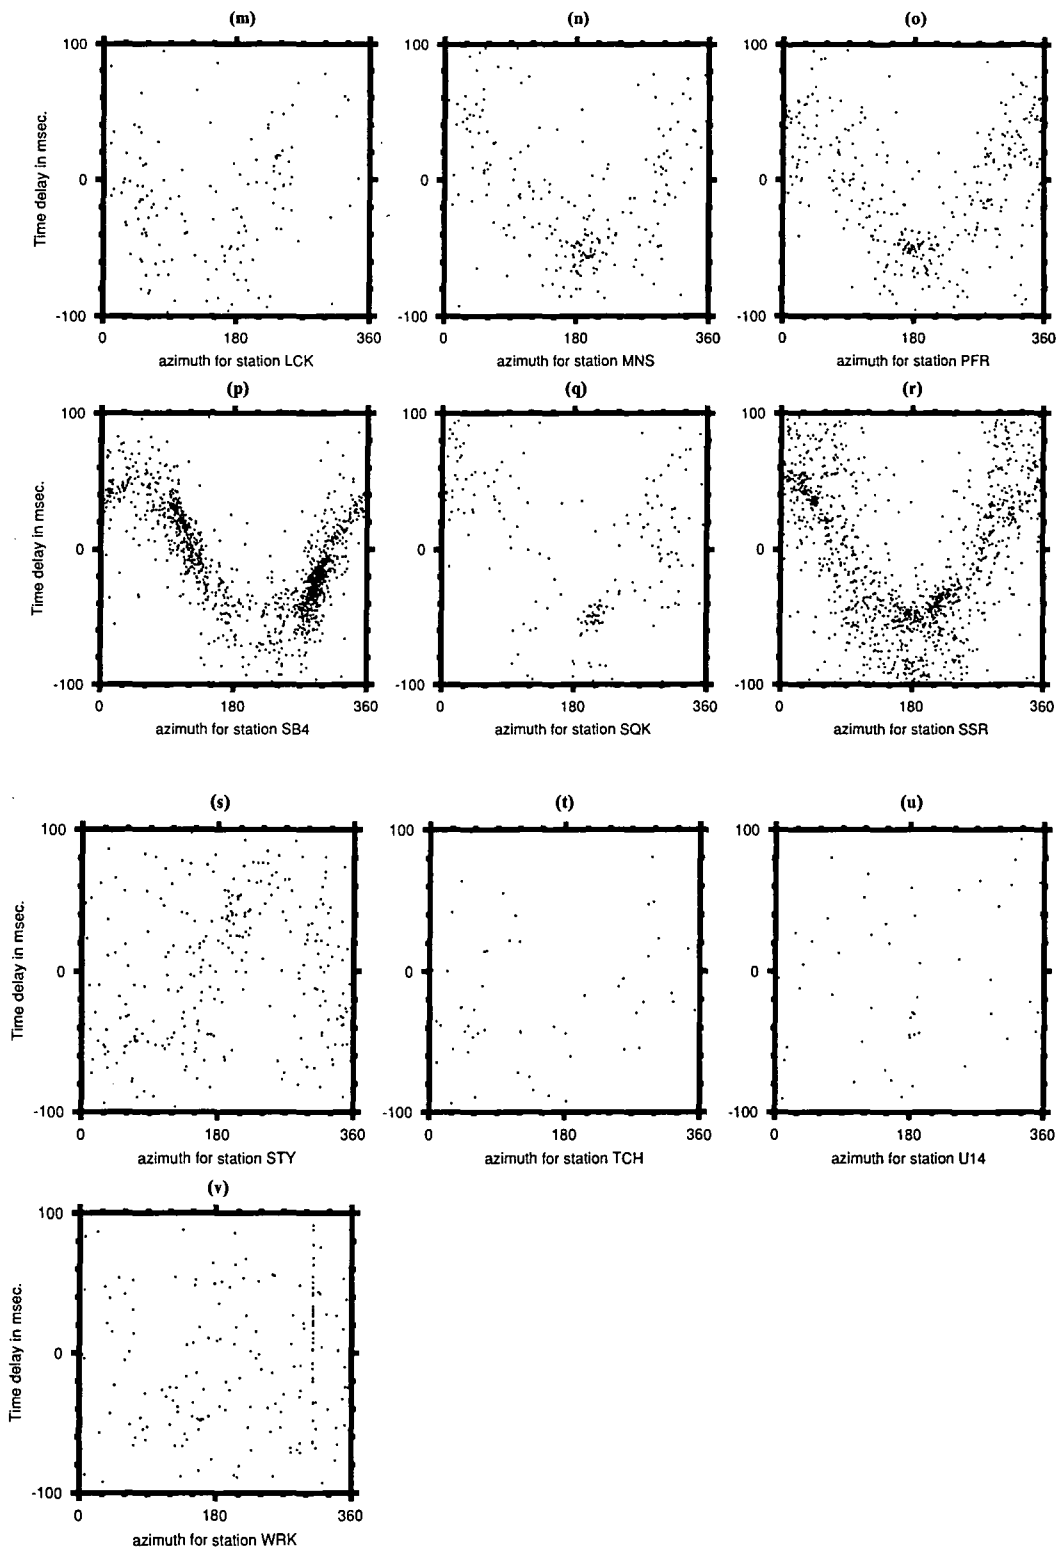 (m) (n) (o)
100 100 100
Time delay in msec.
0 0 0
-100 -100 -100
0 180 360 0 180 360 0 180 360
azimuth for station LCK azimuth for station MNS azimuth for station PFR
(p) (q) (r)
100 100 100
Time delay in msec.
0 0 0
-100 -100 -100
0 180 360 0 180 360 0 180 360
azimuth for station SB4 azimuth for station SQK azimuth for station SSR
(s) (t) (u)
100 100 100
Time delay in msec.
0 0 0
-100 -100 -100
0 180 360 0 180 360 0 180 360
azimuth for station STY azimuth for station TCH azimuth for station U14
(v)
100
Time delay in msec.
0
-100
0 180 360
azimuth for station WRK